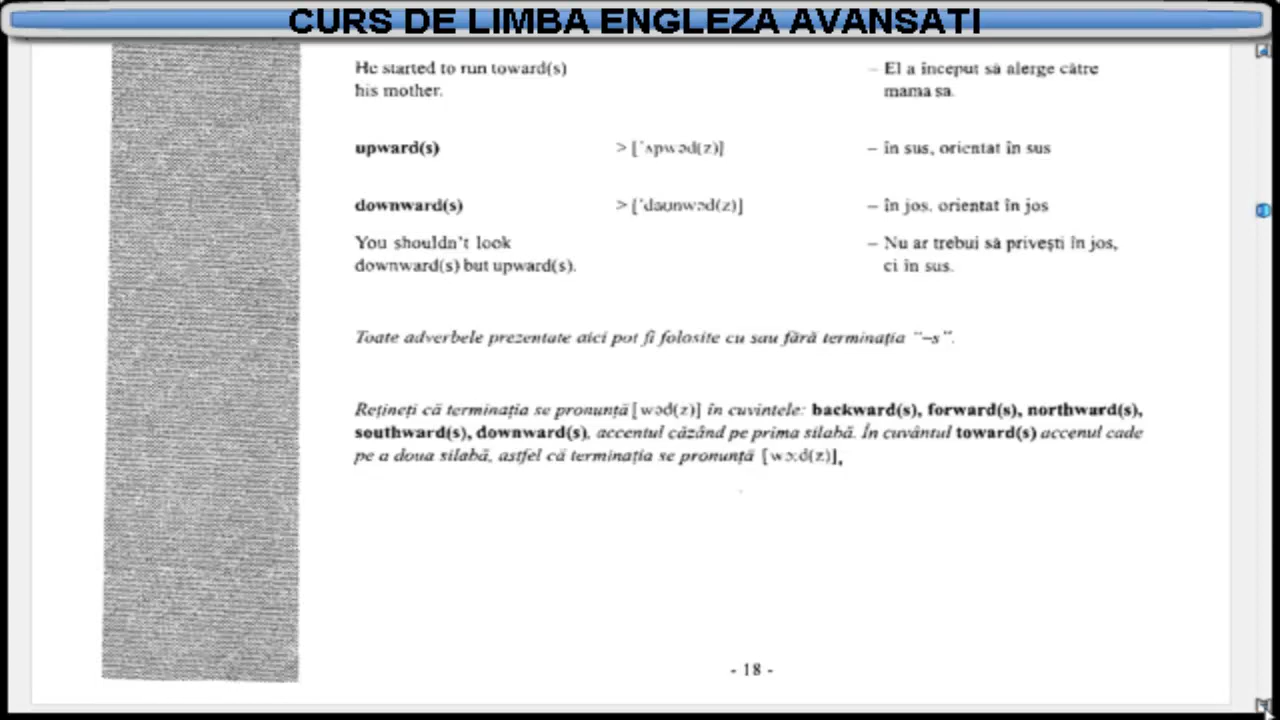 CURS DE LIMBA ENGLEZA AVANSATI
He started to run toward(s) – El a început să alerge către
his mother. mama sa.
upward(s) > [ˈʌpwəd(z)] – în sus, orientat în sus
downward(s) > [ˈdaʊnwəd(z)] – în jos, orientat în jos
You shouldn't look – Nu ar trebui să privești în jos,
downward(s) but upward(s). ci în sus.
Toate adverbele prezentate aici pot fi folosite cu sau fără terminația "–s".
Rețineți că terminația se pronunță [wəd(z)] în cuvintele: backward(s), forward(s), northward(s),
southward(s), downward(s), accentul căzând pe prima silabă. În cuvântul toward(s) accenul cade
pe a doua silabă, astfel că terminația se pronunță [wɔ:d(z)],
- 18 -